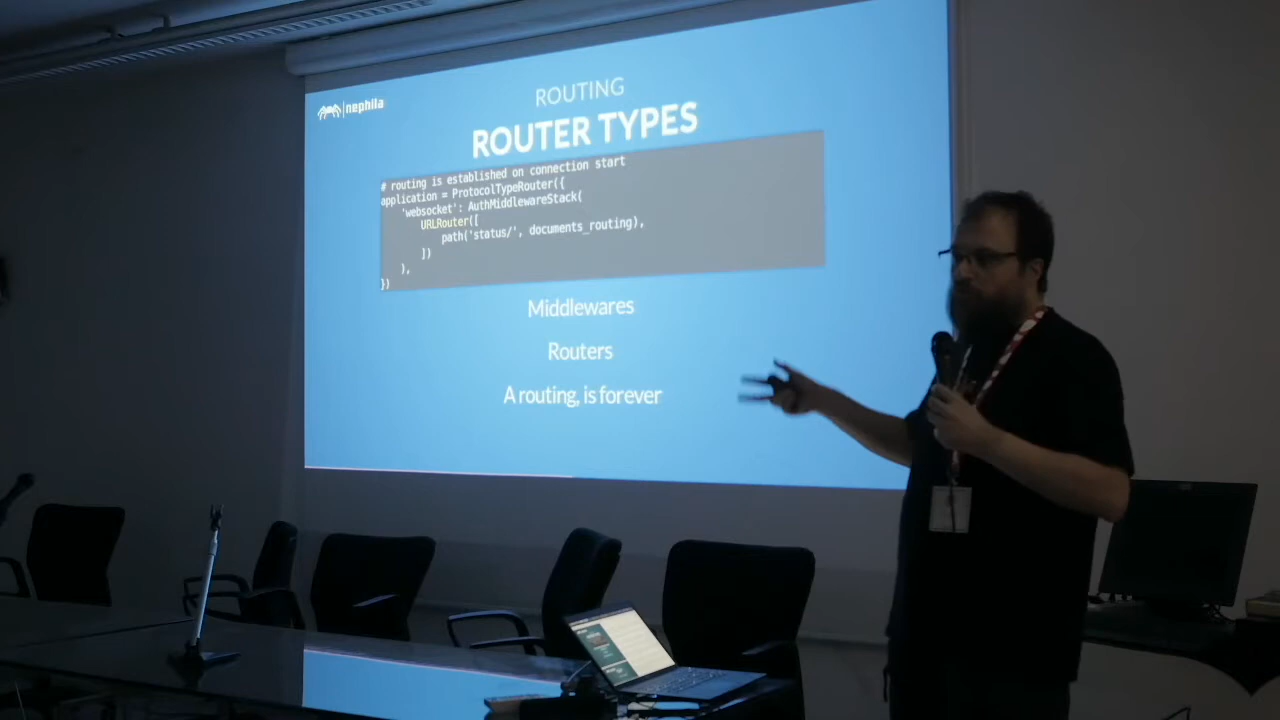 nephila
ROUTING
ROUTER TYPES
# routing is established on connection start
application = ProtocolTypeRouter({
    'websocket': AuthMiddlewareStack(
        URLRouter([
            path('status/', documents_routing),
        ])
    ),
})
Middlewares
Routers
A routing, is forever